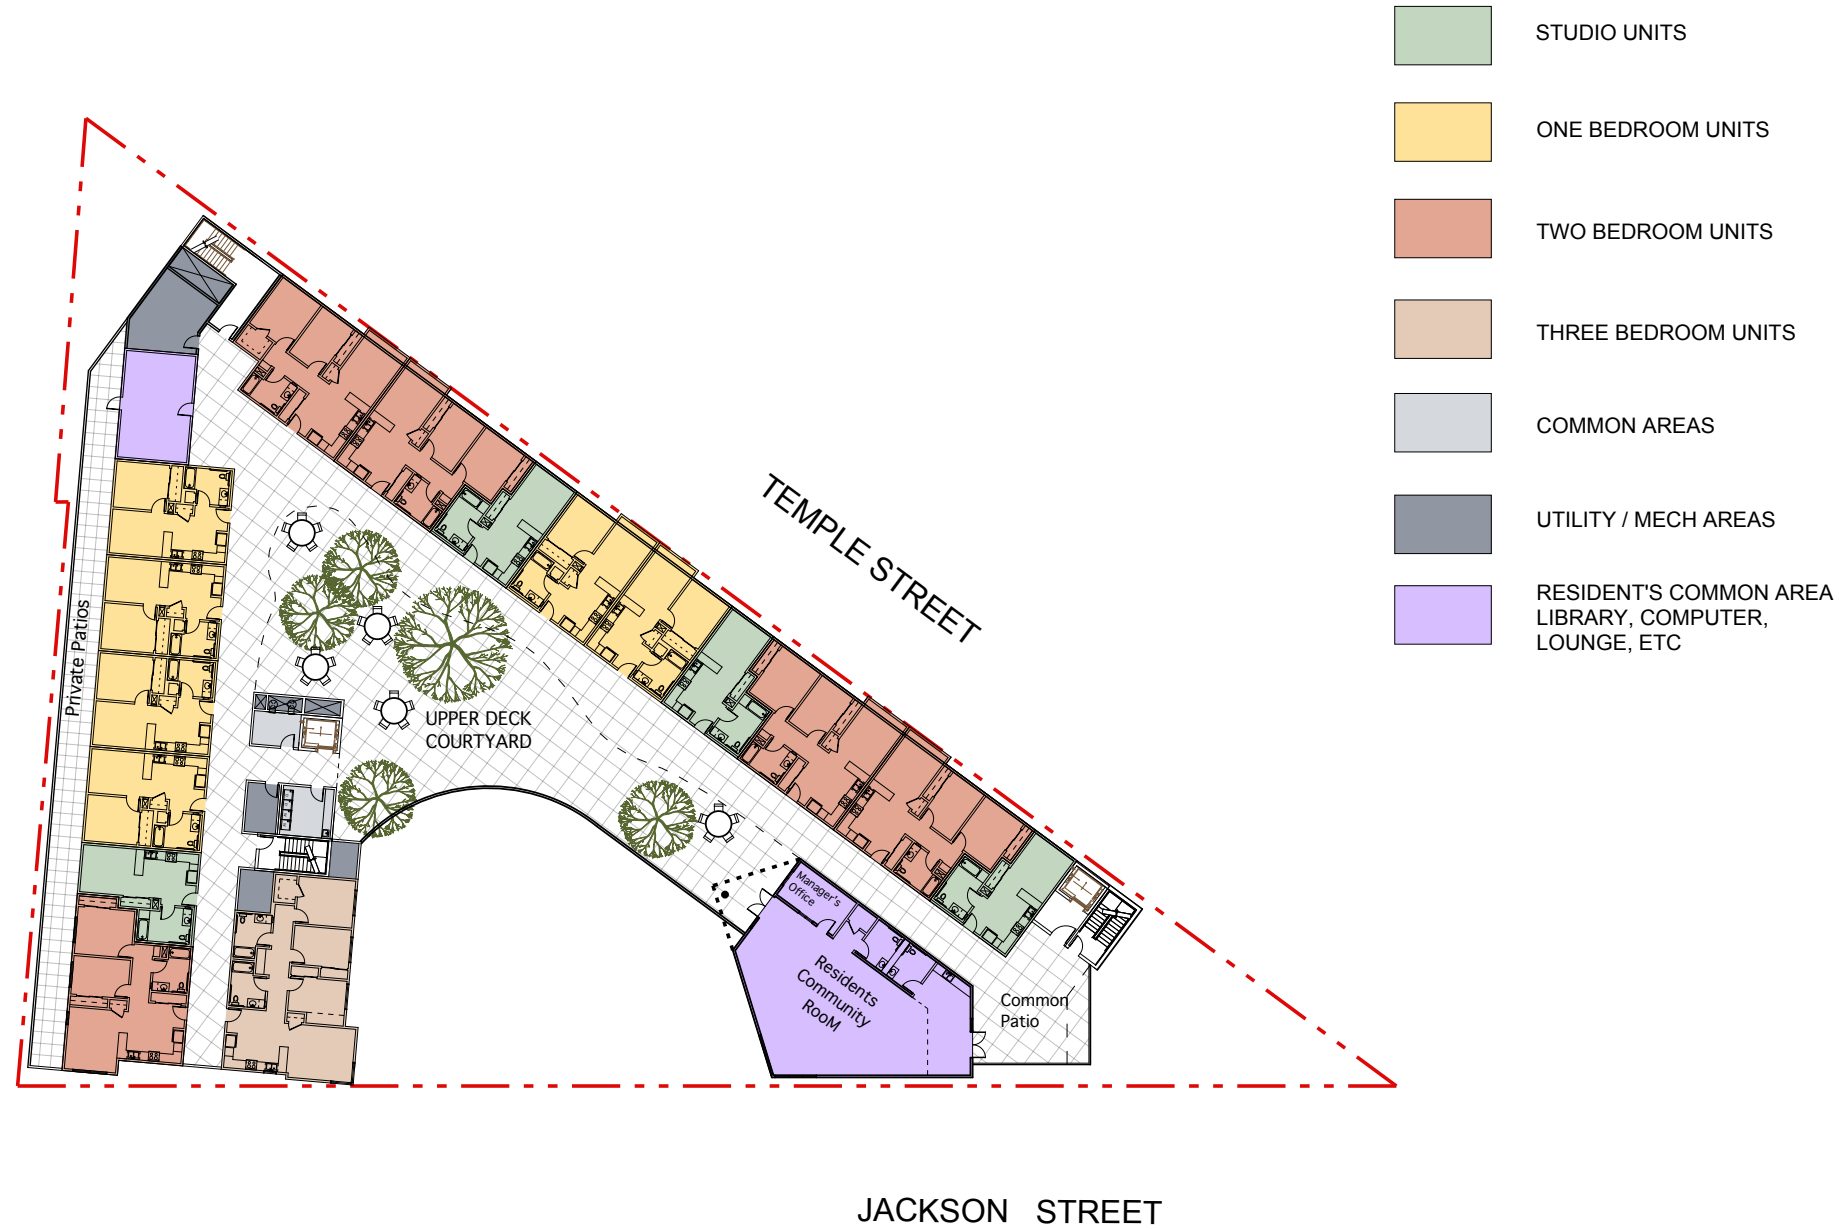 STUDIO UNITS
ONE BEDROOM UNITS
TWO BEDROOM UNITS
THREE BEDROOM UNITS
COMMON AREAS
UTILITY / MECH AREAS
RESIDENT'S COMMON AREA
LIBRARY, COMPUTER,
LOUNGE, ETC
TEMPLE STREET
Private Patios
UPPER DECK
COURTYARD
Manager's
Office
Residents
Community
RooM
Common
Patio
JACKSON STREET